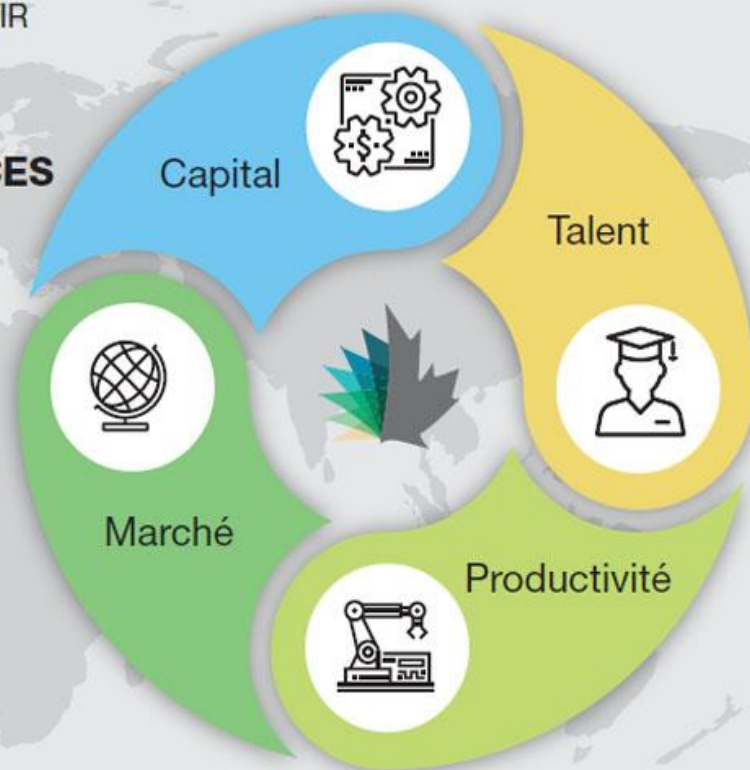 IR
CES
Capital
Talent
Marché
Productivité